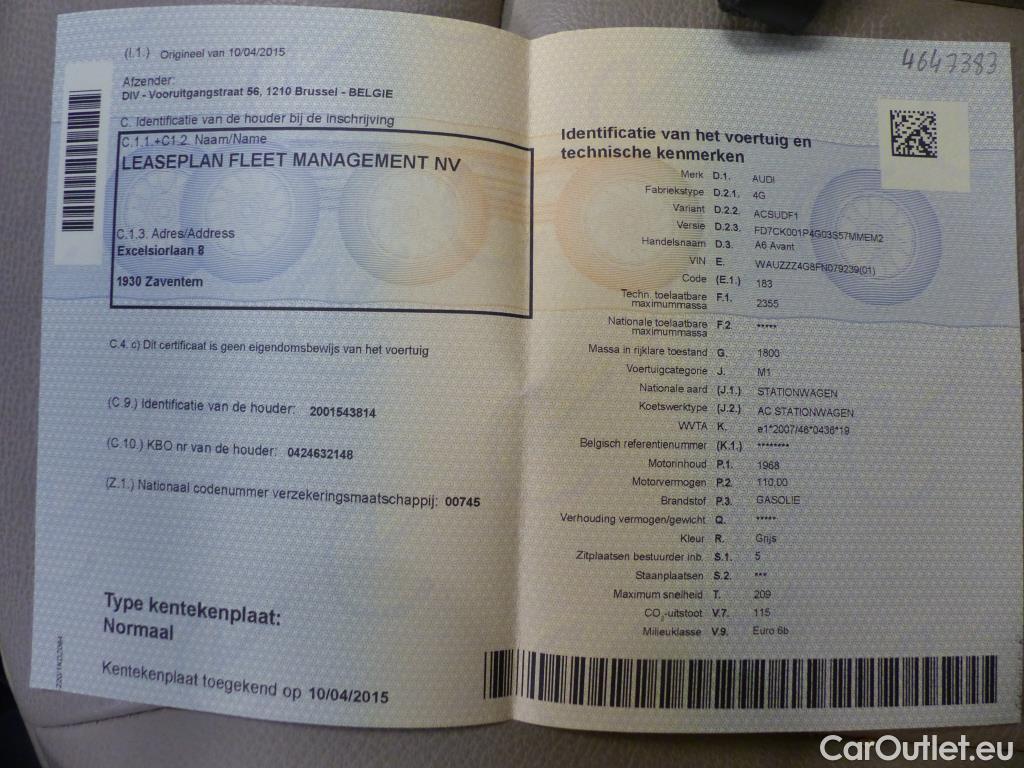 (I.1.) Origineel van 10/04/2015
Afzender:
DIV - Vooruitgangstraat 56, 1210 Brussel - BELGIE
C. Identificatie van de houder bij de inschrijving
C.1.1.+C1.2. Naam/Name
LEASEPLAN FLEET MANAGEMENT NV
C.1.3. Adres/Address
Excelsiorlaan 8
1930 Zaventem
C.4. c) Dit certificaat is geen eigendomsbewijs van het voertuig
(C.9.) Identificatie van de houder: 2001543814
(C.10.) KBO nr van de houder: 0424632148
(Z.1.) Nationaal codenummer verzekeringsmaatschappij: 00745
Type kentekenplaat:
Normaal
Kentekenplaat toegekend op 10/04/2015
4647383
Identificatie van het voertuig en
technische kenmerken
Merk D.1. AUDI
Fabriekstype D.2.1. 4G
Variant D.2.2. ACSUDF1
Versie D.2.3. FD7CK001P4G03S57MMEM2
Handelsnaam D.3. A6 Avant
VIN E. WAUZZZ4G8FN079239(01)
Code (E.1.) 183
Techn. toelaatbare
maximummassa F.1. 2355
Nationale toelaatbare
maximummassa F.2. *****
Massa in rijklare toestand G. 1800
Voertuigcategorie J. M1
Nationale aard (J.1.) STATIONWAGEN
Koetswerktype (J.2.) AC STATIONWAGEN
WVTA K. e1*2007/46*0436*19
Belgisch referentienummer (K.1.) ********
Motorinhoud P.1. 1968
Motorvermogen P.2. 110,00
Brandstof P.3. GASOLIE
Verhouding vermogen/gewicht Q. *****
Kleur R. Grijs
Zitplaatsen bestuurder inb. S.1. 5
Staanplaatsen S.2. ***
Maximum snelheid T. 209
CO2-uitstoot V.7. 115
Milieuklasse V.9. Euro 6b
CarOutlet.eu